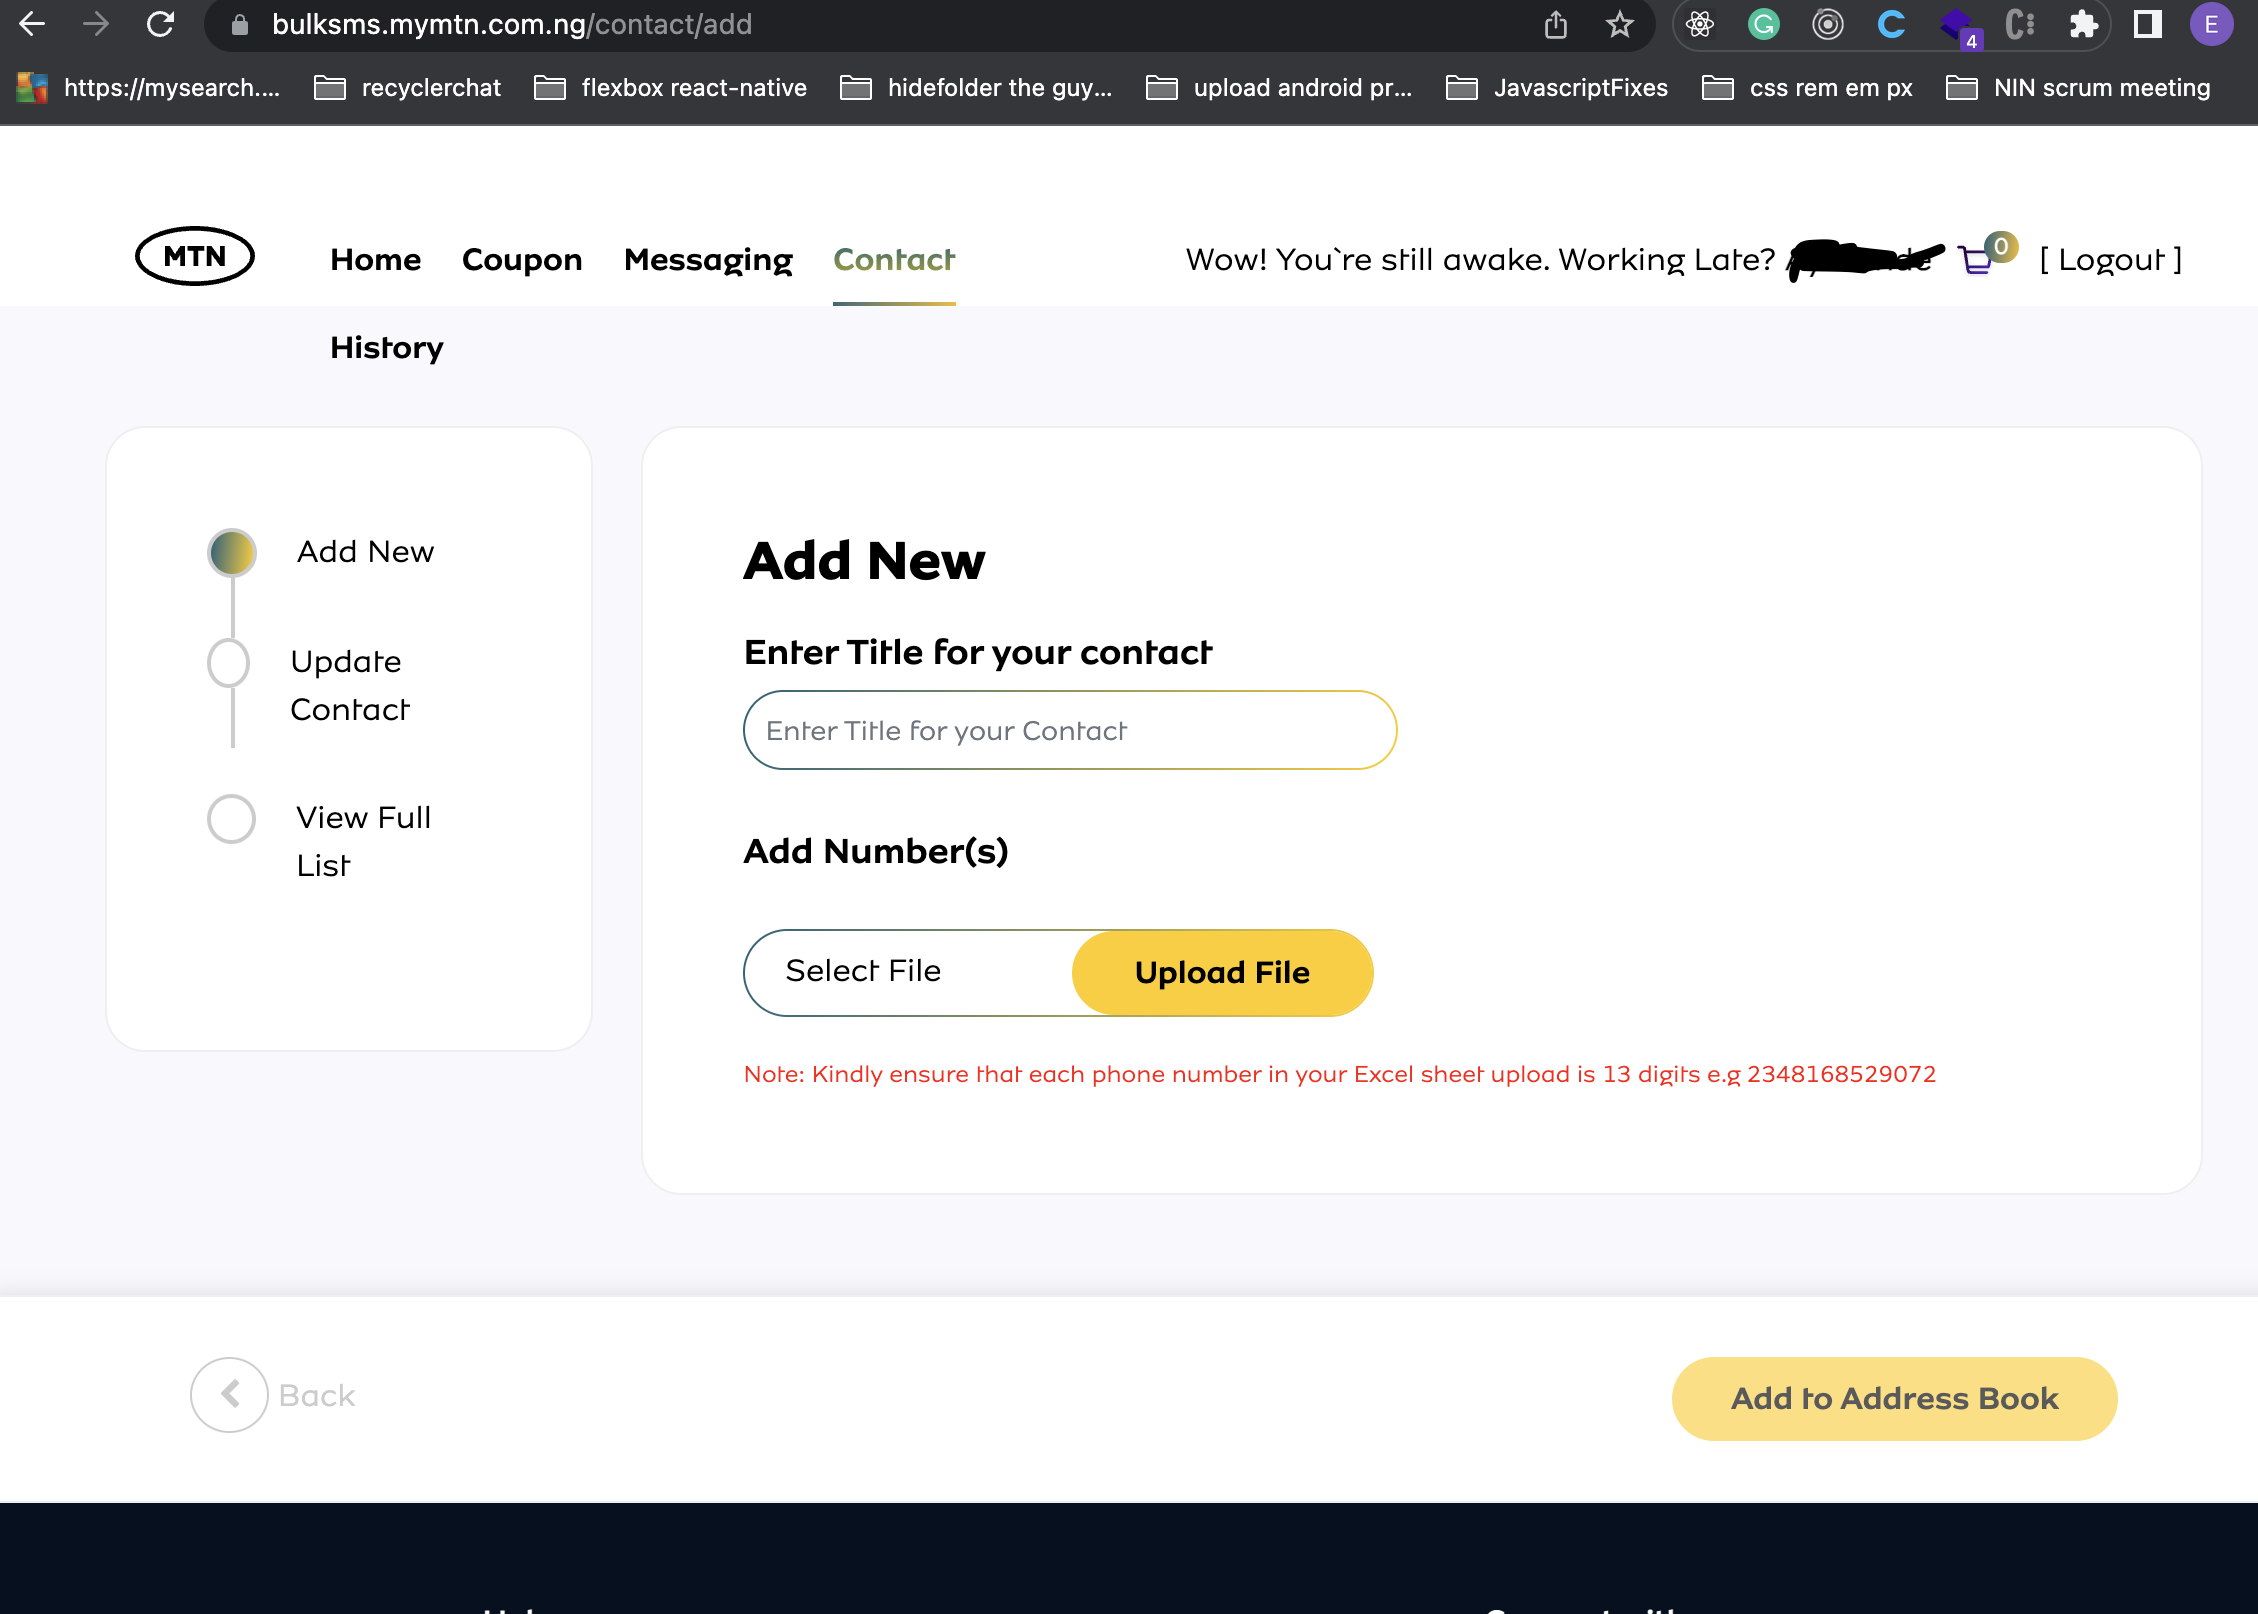 bulksms.mymtn.com.ng/contact/add
4
E
https://mysearch....
recyclerchat
flexbox react-native
hidefolder the guy...
upload android pr...
JavascriptFixes
css rem em px
NIN scrum meeting
MTN
Home
Coupon
Messaging
Contact
Wow! You`re still awake. Working Late?
0
[ Logout ]
History
Add New
Update
Contact
View Full
List
Add New
Enter Title for your contact
Enter Title for your Contact
Add Number(s)
Select File
Upload File
Note: Kindly ensure that each phone number in your Excel sheet upload is 13 digits e.g 2348168529072
Back
Add to Address Book